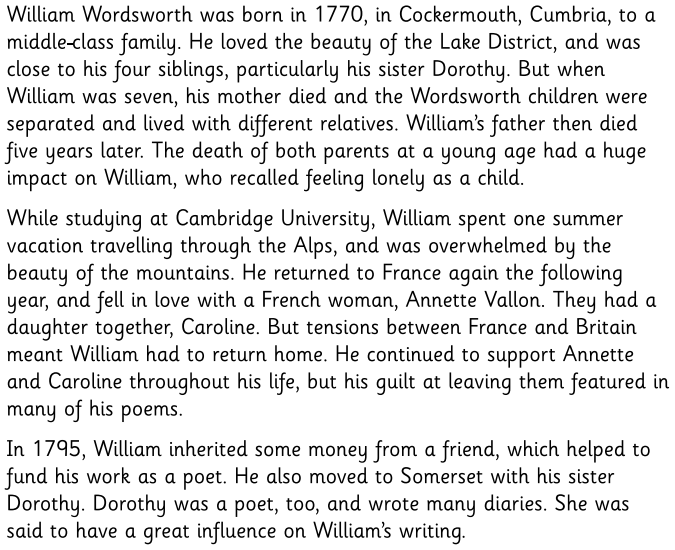 William Wordsworth was born in 1770, in Cockermouth, Cumbria, to a
middle-class family. He loved the beauty of the Lake District, and was
close to his four siblings, particularly his sister Dorothy. But when
William was seven, his mother died and the Wordsworth children were
separated and lived with different relatives. William's father then died
five years later. The death of both parents at a young age had a huge
impact on William, who recalled feeling lonely as a child.
While studying at Cambridge University, William spent one summer
vacation travelling through the Alps, and was overwhelmed by the
beauty of the mountains. He returned to France again the following
year, and fell in love with a French woman, Annette Vallon. They had a
daughter together, Caroline. But tensions between France and Britain
meant William had to return home. He continued to support Annette
and Caroline throughout his life, but his guilt at leaving them featured in
many of his poems.
In 1795, William inherited some money from a friend, which helped to
fund his work as a poet. He also moved to Somerset with his sister
Dorothy. Dorothy was a poet, too, and wrote many diaries. She was
said to have a great influence on William's writing.